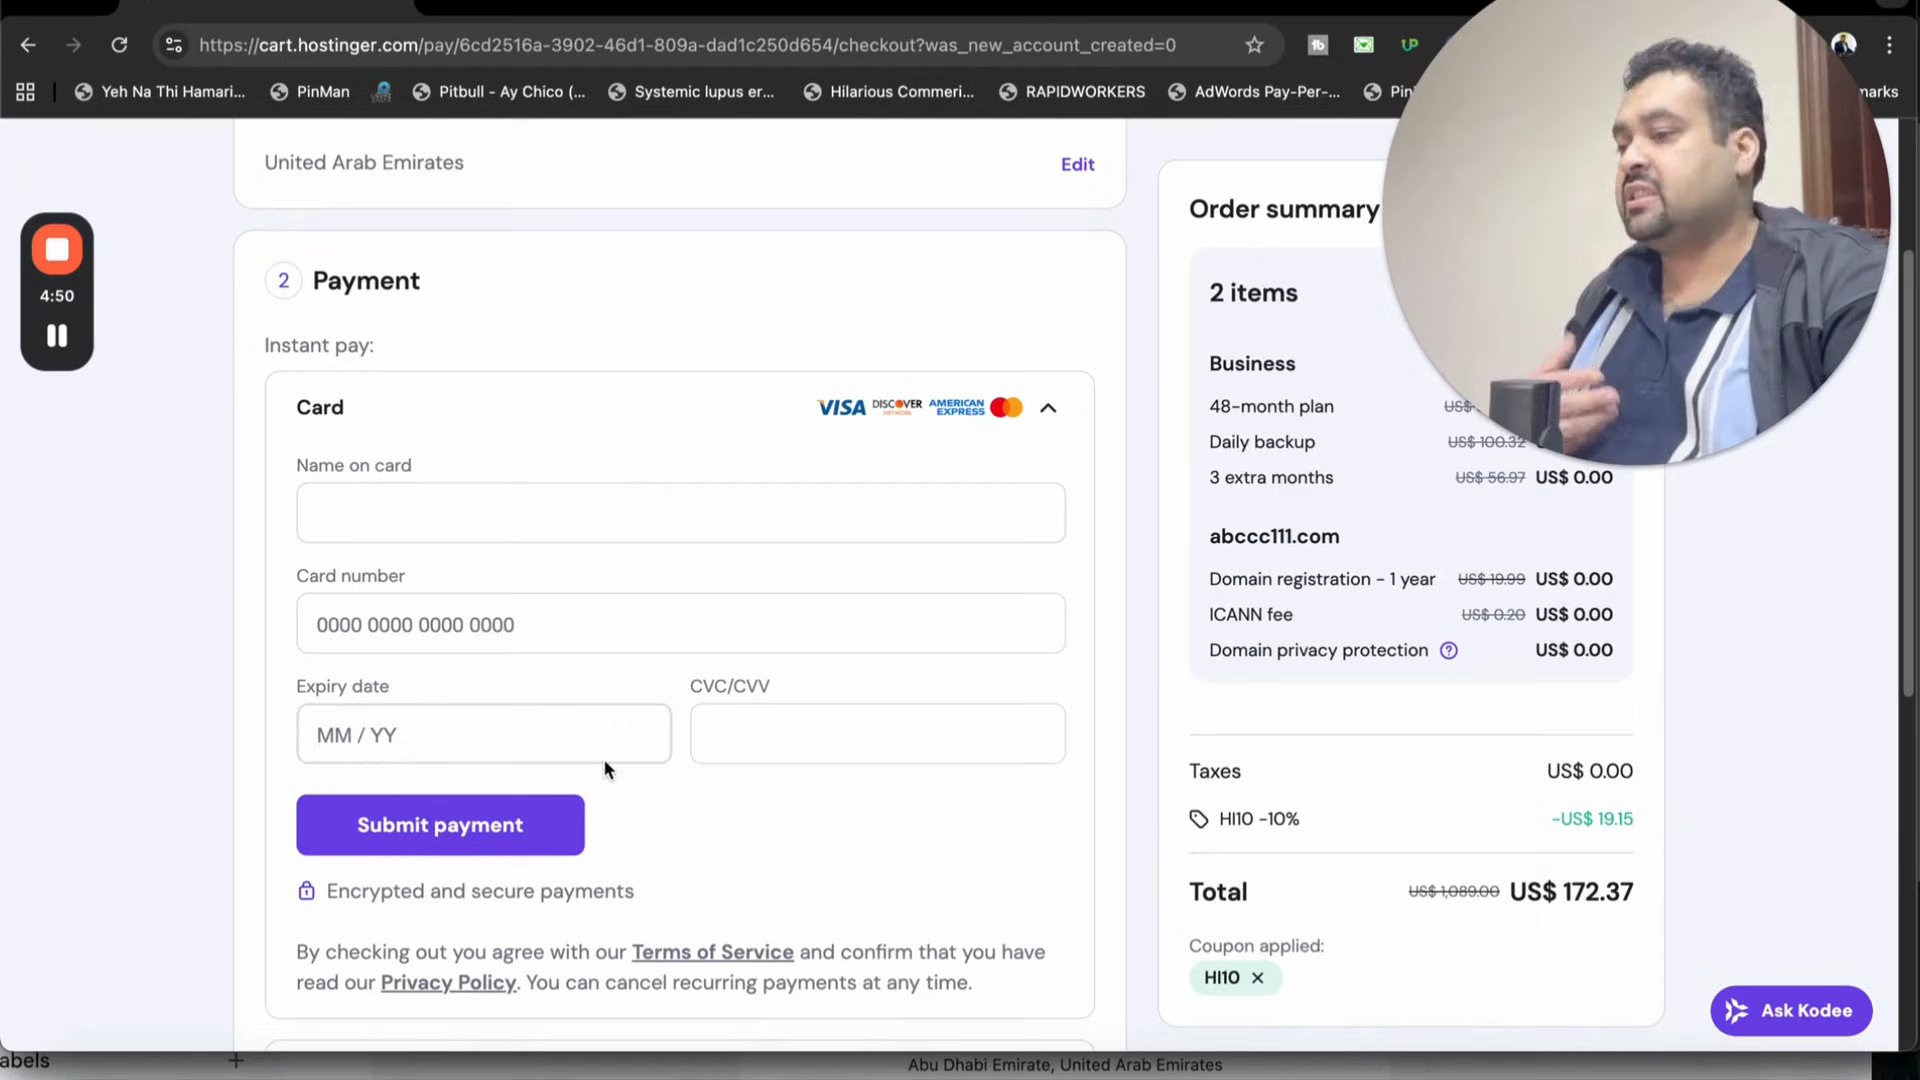 https://cart.hostinger.com/pay/6cd2516a-3902-46d1-809a-dad1c250d654/checkout?was_new_account_created=0
Yeh Na Thi Hamari...
PinMan
Pitbull - Ay Chico (...
Systemic lupus er...
Hilarious Commeri...
RAPIDWORKERS
AdWords Pay-Per-...
United Arab Emirates
Edit
4:50
2 Payment
Instant pay:
Card
VISA DISCOVER AMERICAN EXPRESS
Name on card
Card number
0000 0000 0000 0000
Expiry date
CVC/CVV
MM / YY
Submit payment
Encrypted and secure payments
By checking out you agree with our Terms of Service and confirm that you have
read our Privacy Policy. You can cancel recurring payments at any time.
Order summary
2 items
Business
48-month plan US$
Daily backup US$ 100.32
3 extra months US$ 56.97 US$ 0.00
abccc111.com
Domain registration - 1 year US$ 19.99 US$ 0.00
ICANN fee US$ 0.20 US$ 0.00
Domain privacy protection US$ 0.00
Taxes US$ 0.00
HI10 -10% -US$ 19.15
Total US$ 1,089.00 US$ 172.37
Coupon applied:
HI10
Ask Kodee
abels
Abu Dhabi Emirate, United Arab Emirates